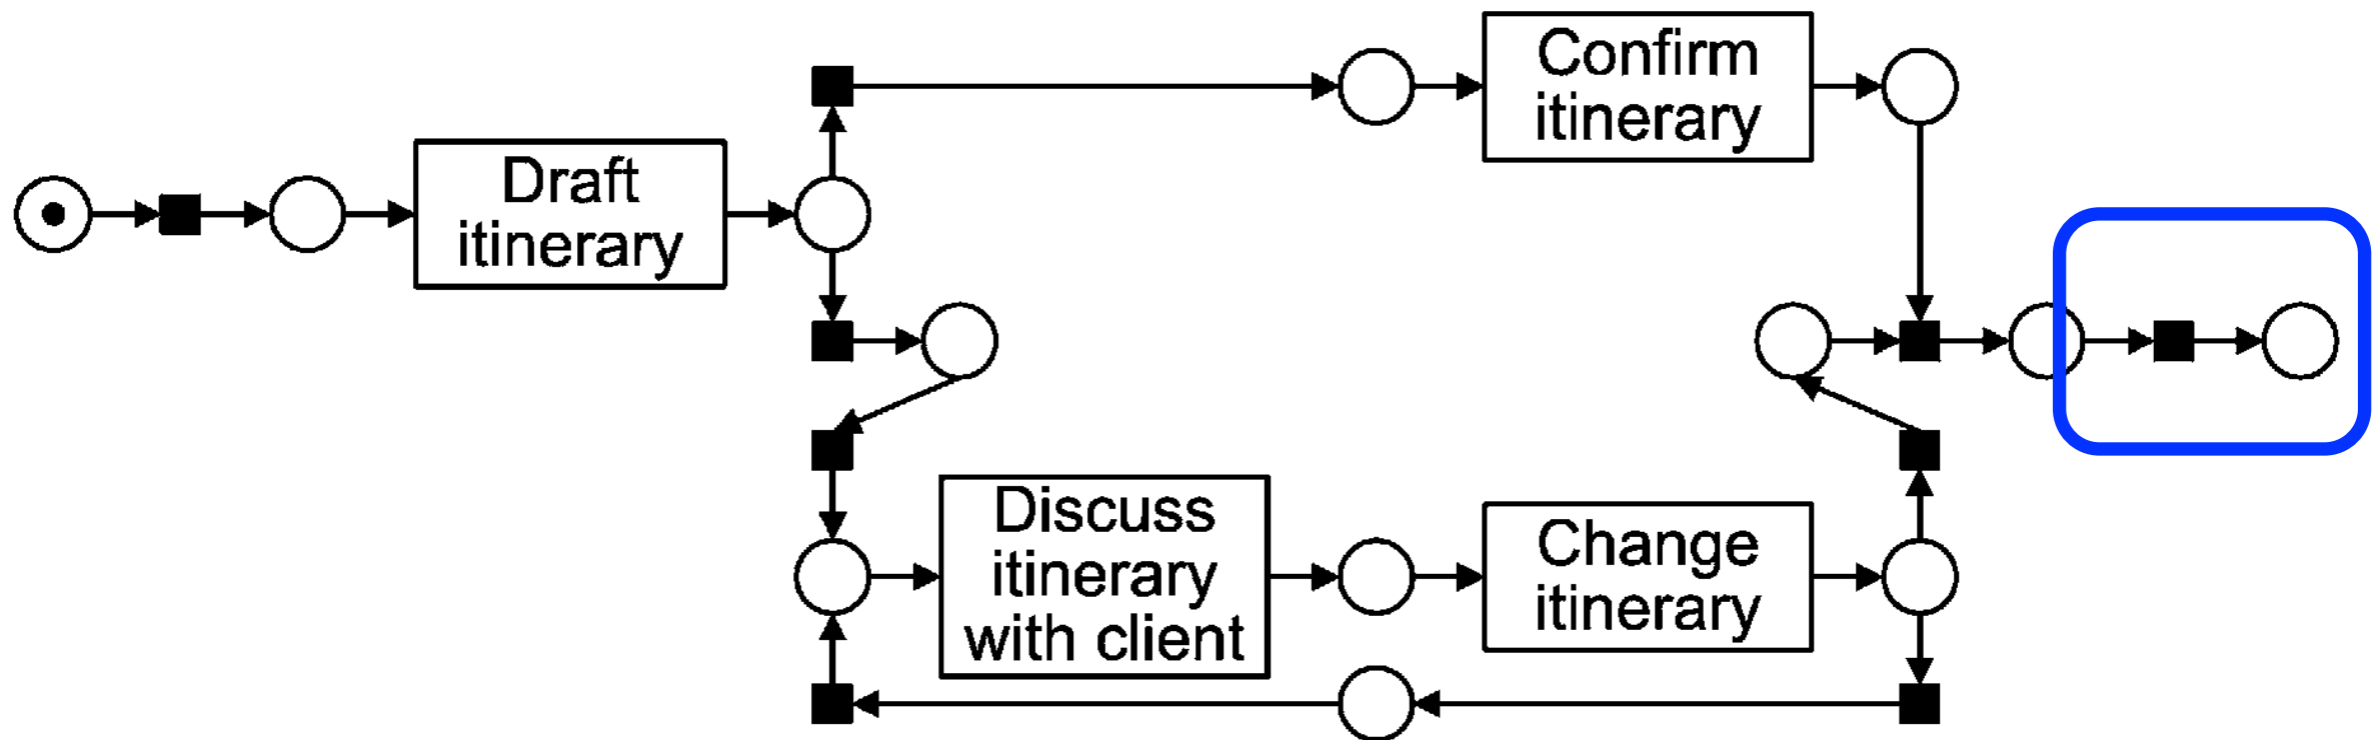 Confirm
itinerary
Draft
itinerary
Discuss
itinerary
with client
Change
itinerary